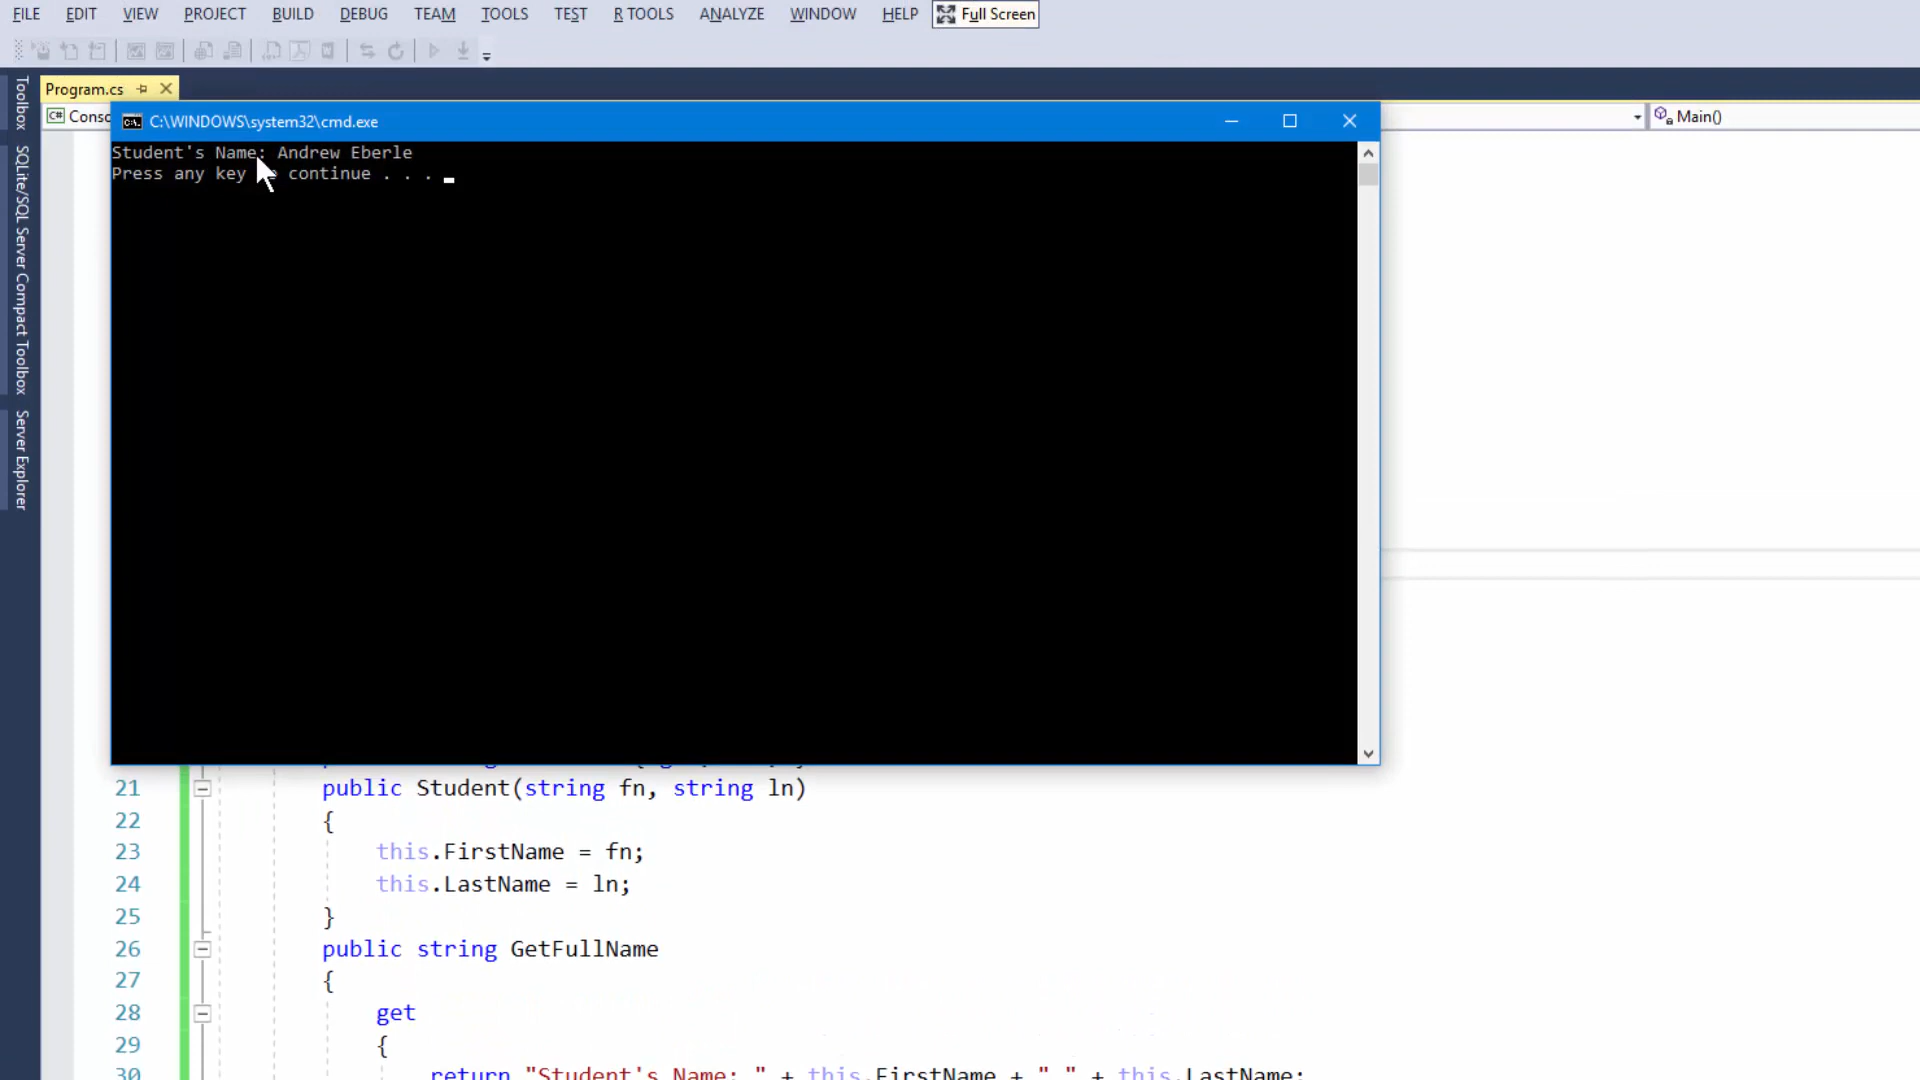 FILE EDIT VIEW PROJECT BUILD DEBUG TEAM TOOLS TEST R TOOLS ANALYZE WINDOW HELP Full Screen
Program.cs
Conso
Main()
Toolbox
SQLite/SQL Server Compact Toolbox
Server Explorer
C:\WINDOWS\system32\cmd.exe
Student's Name: Andrew Eberle
Press any key continue . . .
21 public Student(string fn, string ln)
22 {
23 this.FirstName = fn;
24 this.LastName = ln;
25 }
26 public string GetFullName
27 {
28 get
29 {
30 return "Student's Name: " + this.FirstName + " " + this.LastName;